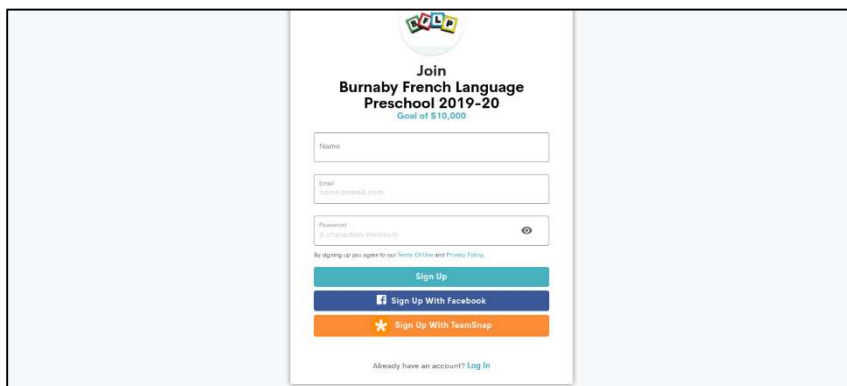 BFLP
Join
Burnaby French Language
Preschool 2019-20
Goal of $10,000
Name
Email
name@email.com
Password
8 characters minimum
By signing up you agree to our Terms Of Use and Privacy Policy.
Sign Up
Sign Up With Facebook
Sign Up With TeamSnap
Already have an account? Log In